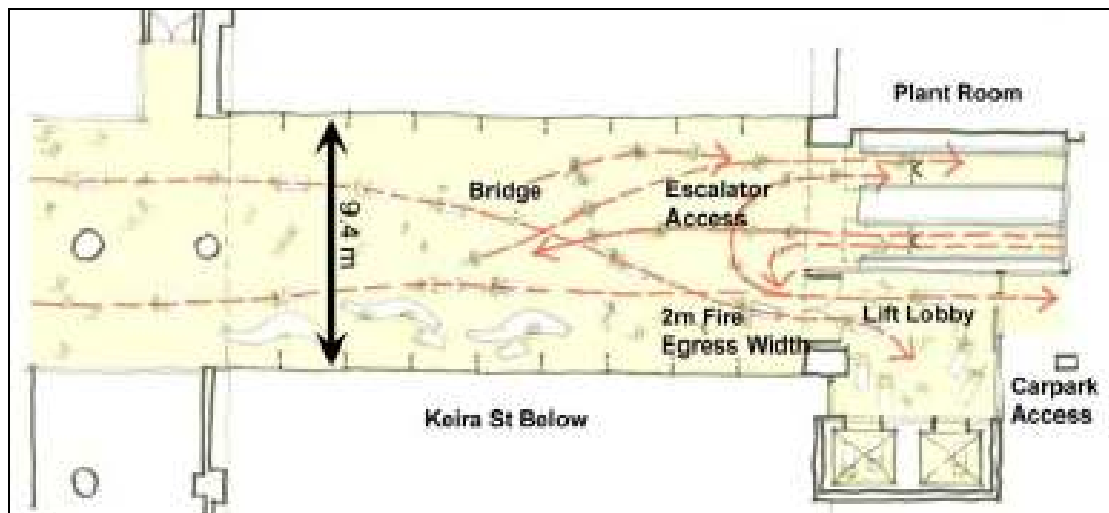 Plant Room
Bridge
Escalator
Access
9.4 m
2m Fire
Egress Width
Lift Lobby
Carpark
Access
Keira St Below